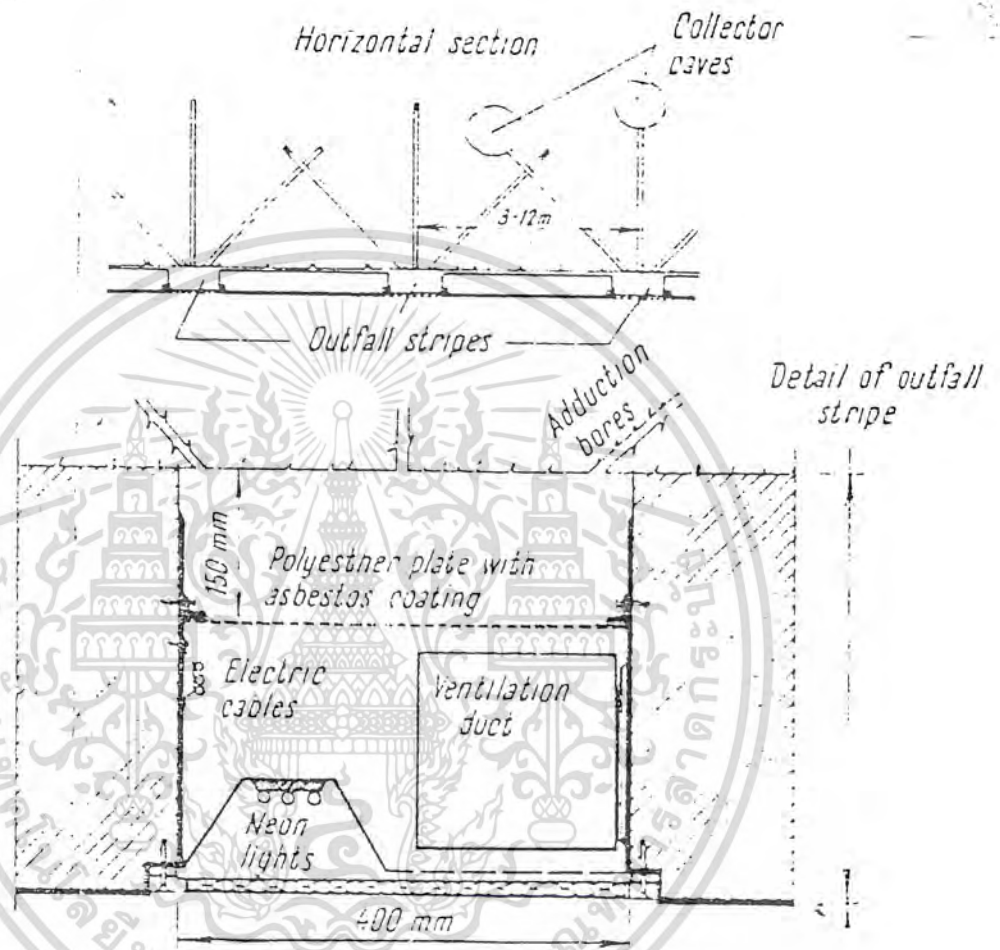 Horizontal section
Collector
caves
3-12m
Outfall stripes
Adduction
bores
Detail of outfall
stripe
150 mm
Polyesther plate with
asbestos coating
Electric
cables
Ventilation
duct
Neon
lights
400 mm